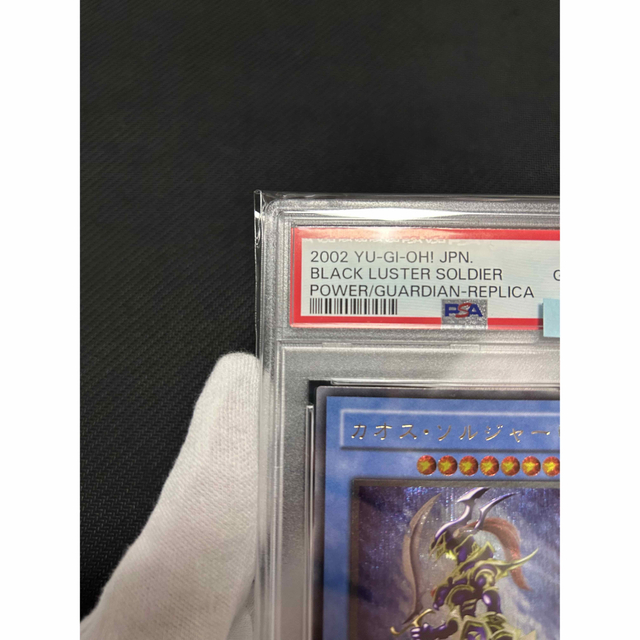 2002 YU-GI-OH! JPN.
BLACK LUSTER SOLDIER
POWER/GUARDIAN-REPLICA
PSA
カオス・ソルジャー